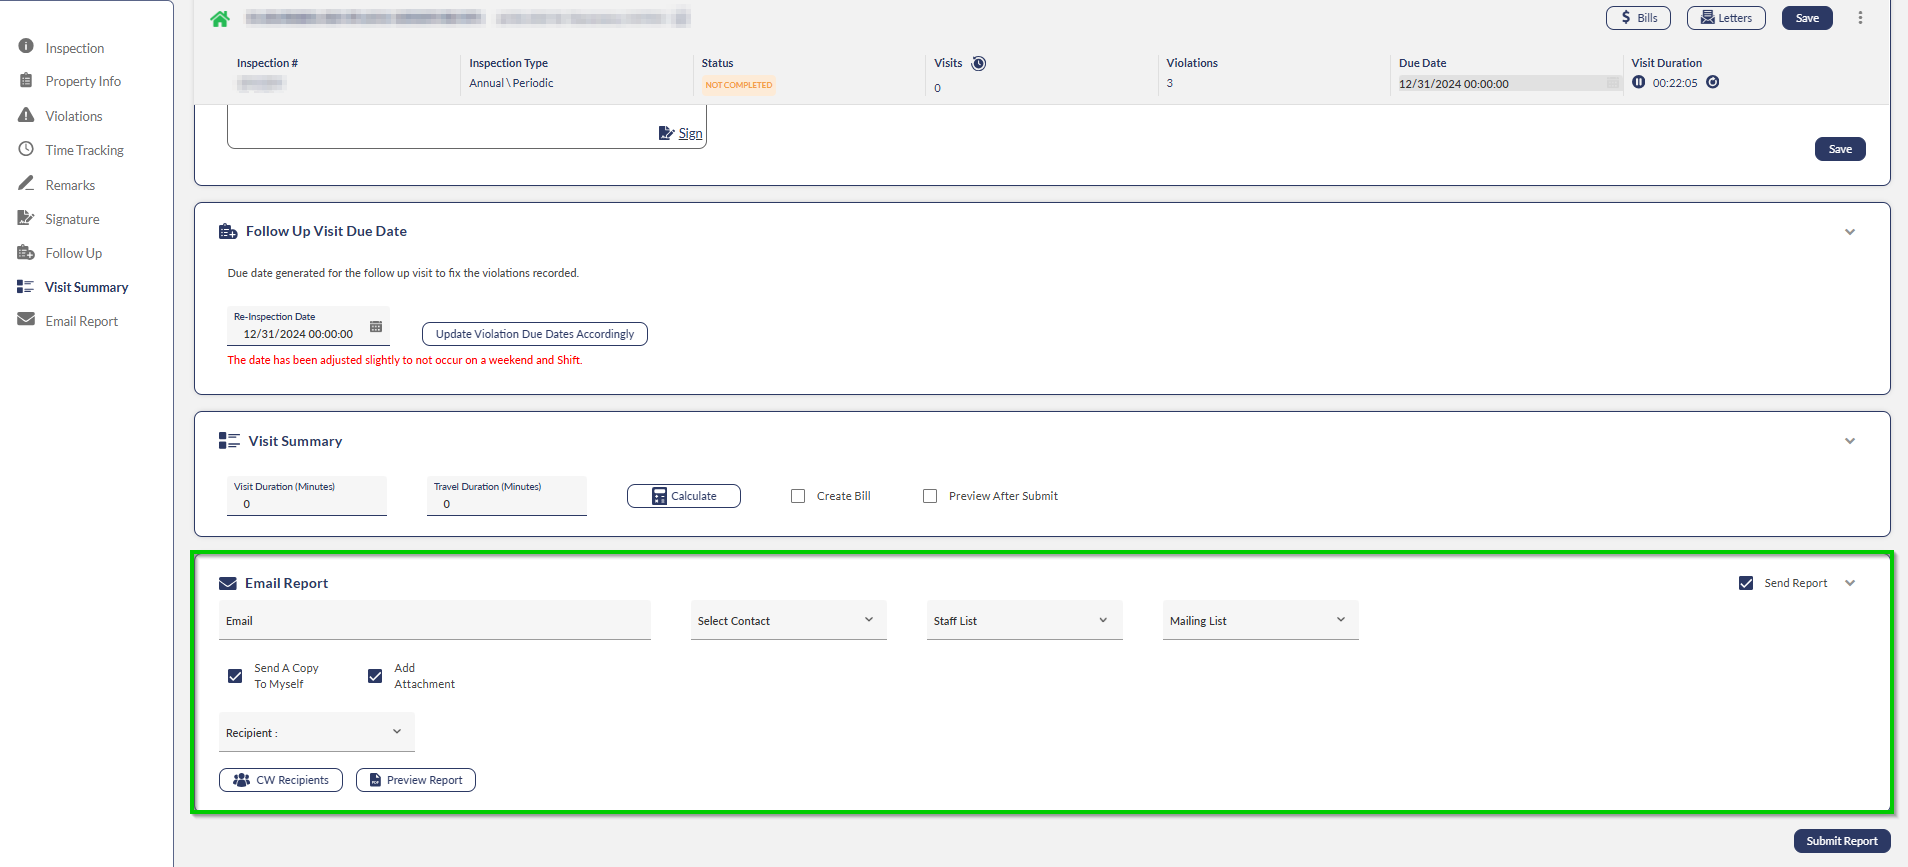 Inspection
Property Info
Violations
Time Tracking
Remarks
Signature
Follow Up
Visit Summary
Email Report
$ Bills
Letters
Save
Inspection #
Inspection Type
Annual \ Periodic
Status
NOT COMPLETED
Visits
0
Violations
3
Due Date
12/31/2024 00:00:00
Visit Duration
00:22:05
Sign
Save
Follow Up Visit Due Date
Due date generated for the follow up visit to fix the violations recorded.
Re-Inspection Date
12/31/2024 00:00:00
Update Violation Due Dates Accordingly
The date has been adjusted slightly to not occur on a weekend and Shift.
Visit Summary
Visit Duration (Minutes)
0
Travel Duration (Minutes)
0
Calculate
Create Bill
Preview After Submit
Email Report
Send Report
Email
Select Contact
Staff List
Mailing List
Send A Copy
To Myself
Add
Attachment
Recipient :
CW Recipients
Preview Report
Submit Report